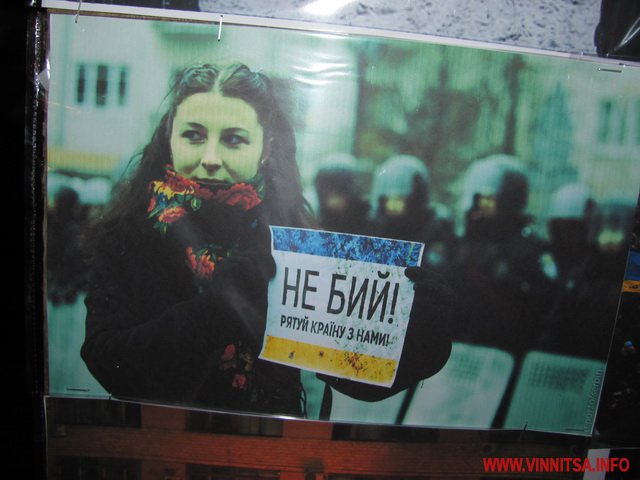 НЕ БИЙ!
РЯТУЙ КРАЇНУ З НАМИ!
WWW.VINNITSA.INFO